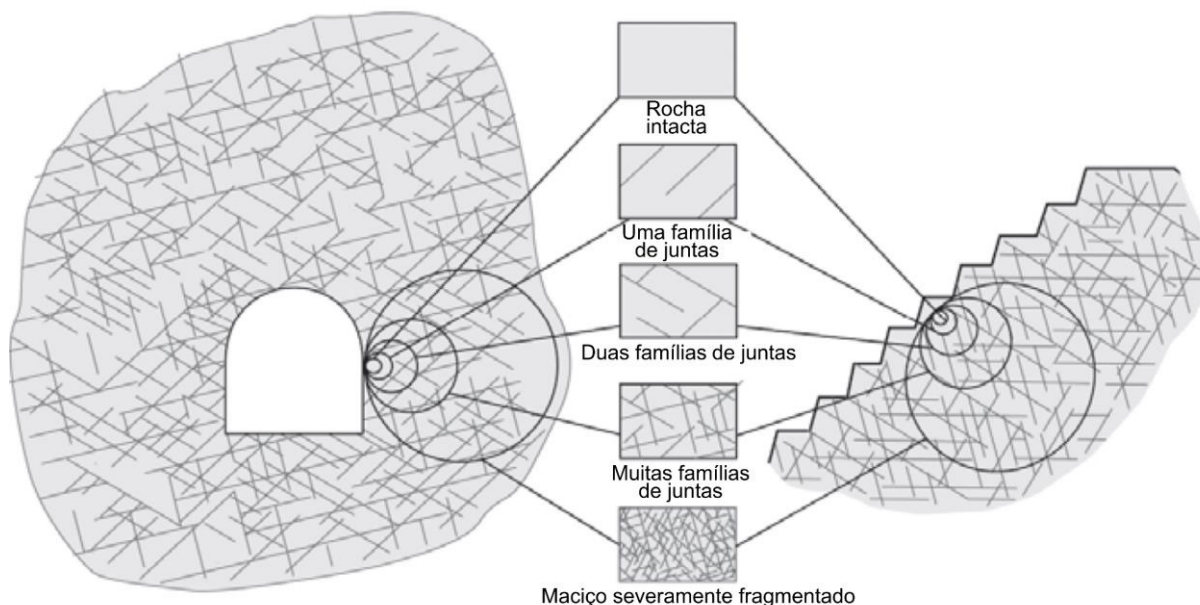 Rocha
intacta
Uma família
de juntas
Duas famílias de juntas
Muitas famílias
de juntas
Maciço severamente fragmentado